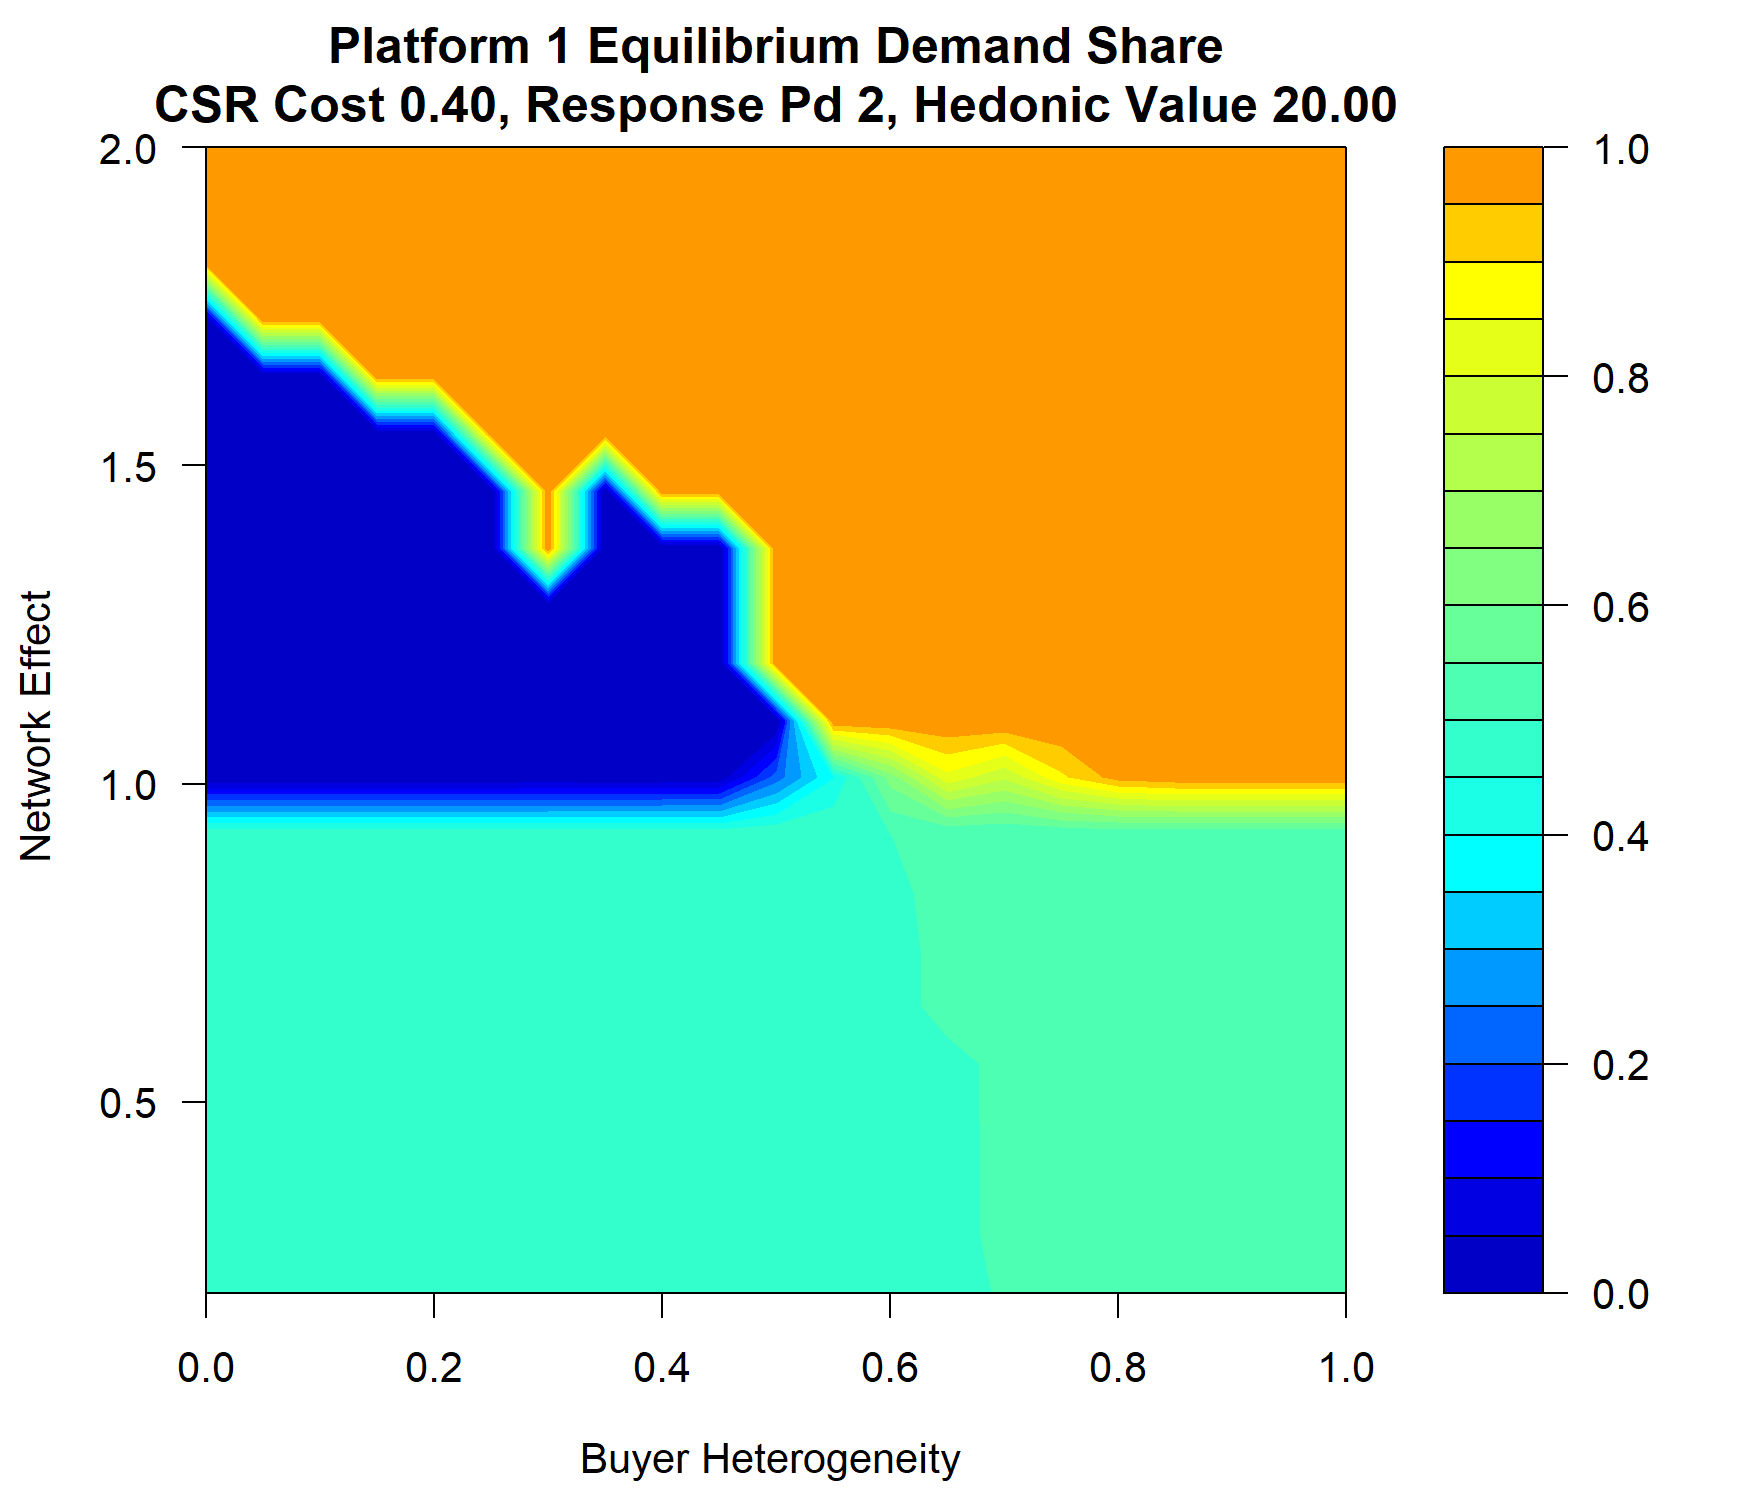 Platform 1 Equilibrium Demand Share
CSR Cost 0.40, Response Pd 2, Hedonic Value 20.00
2.0
1.5
1.0
0.5
Network Effect
0.0 0.2 0.4 0.6 0.8 1.0
Buyer Heterogeneity
1.0
0.8
0.6
0.4
0.2
0.0